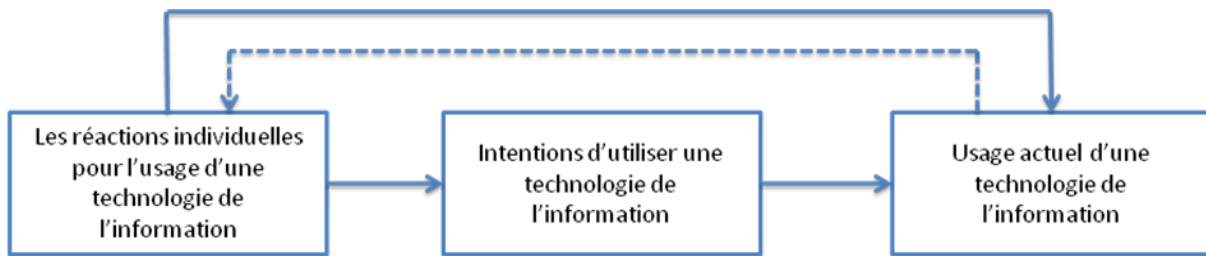 Les réactions individuelles
pour l'usage d'une
technologie de
l'information
Intentions d'utiliser une
technologie de
l'information
Usage actuel d'une
technologie de
l'information